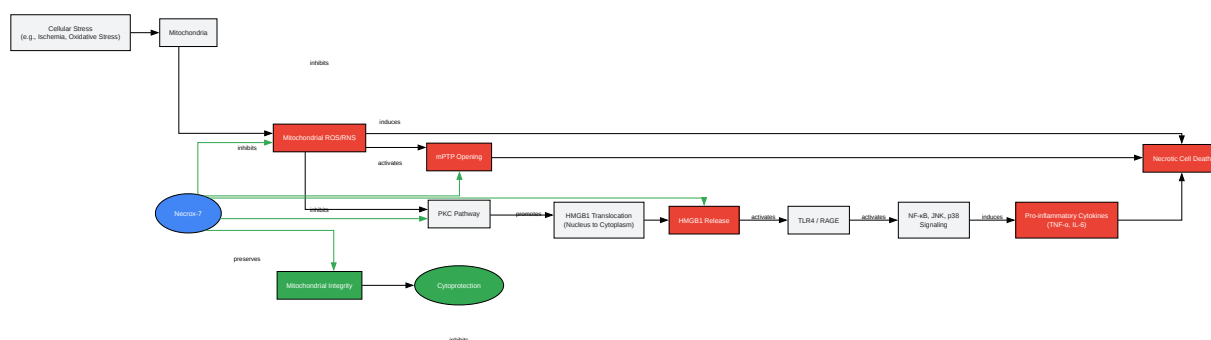 Cellular Stress
(e.g., Ischemia, Oxidative Stress)
Mitochondria
inhibits
induces
Mitochondrial ROS/RNS
inhibits
mPTP Opening
activates
Necrotic Cell Death
Necrox-7
inhibits
PKC Pathway
promotes
HMGB1 Translocation
(Nucleus to Cytoplasm)
HMGB1 Release
activates
TLR4 / RAGE
activates
NF-κB, JNK, p38
Signaling
induces
Pro-inflammatory Cytokines
(TNF-α, IL-6)
preserves
Mitochondrial Integrity
Cytoprotection
inhibits